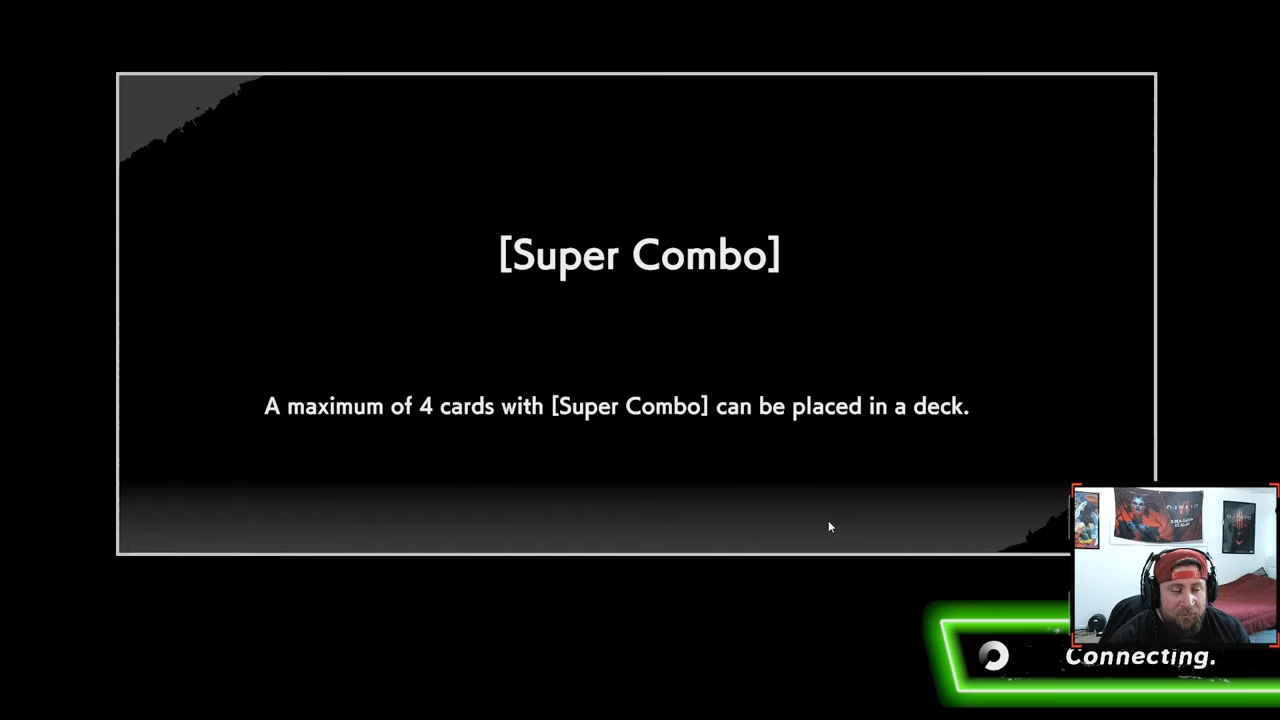 [Super Combo]
A maximum of 4 cards with [Super Combo] can be placed in a deck.
Connecting.